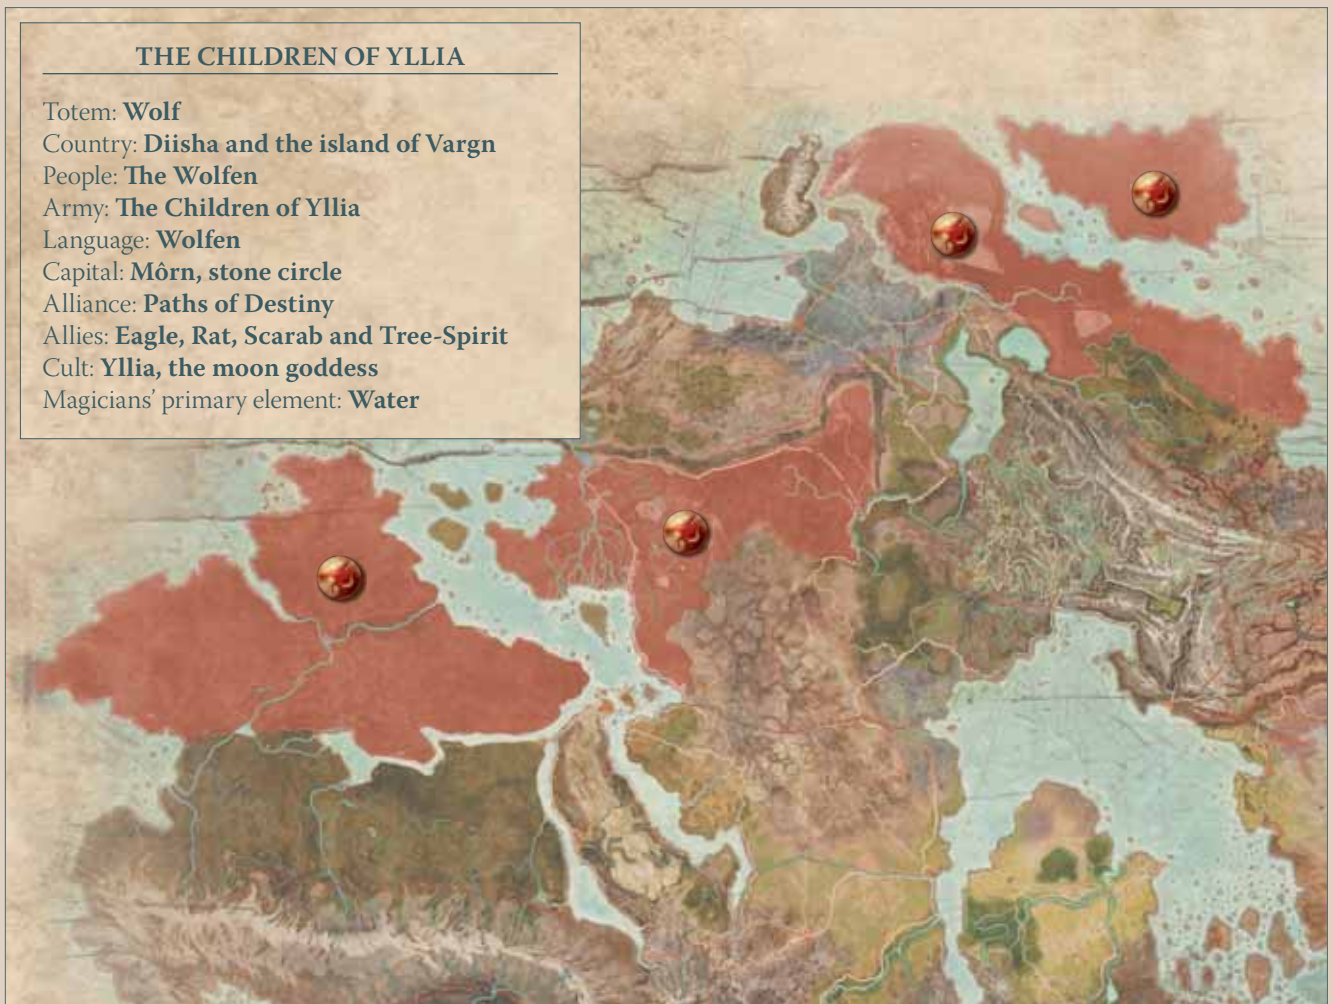 THE CHILDREN OF YLLIA
Totem: Wolf
Country: Diisha and the island of Vargn
People: The Wolfen
Army: The Children of Yllia
Language: Wolfen
Capital: Môrn, stone circle
Alliance: Paths of Destiny
Allies: Eagle, Rat, Scarab and Tree-Spirit
Cult: Yllia, the moon goddess
Magicians’ primary element: Water